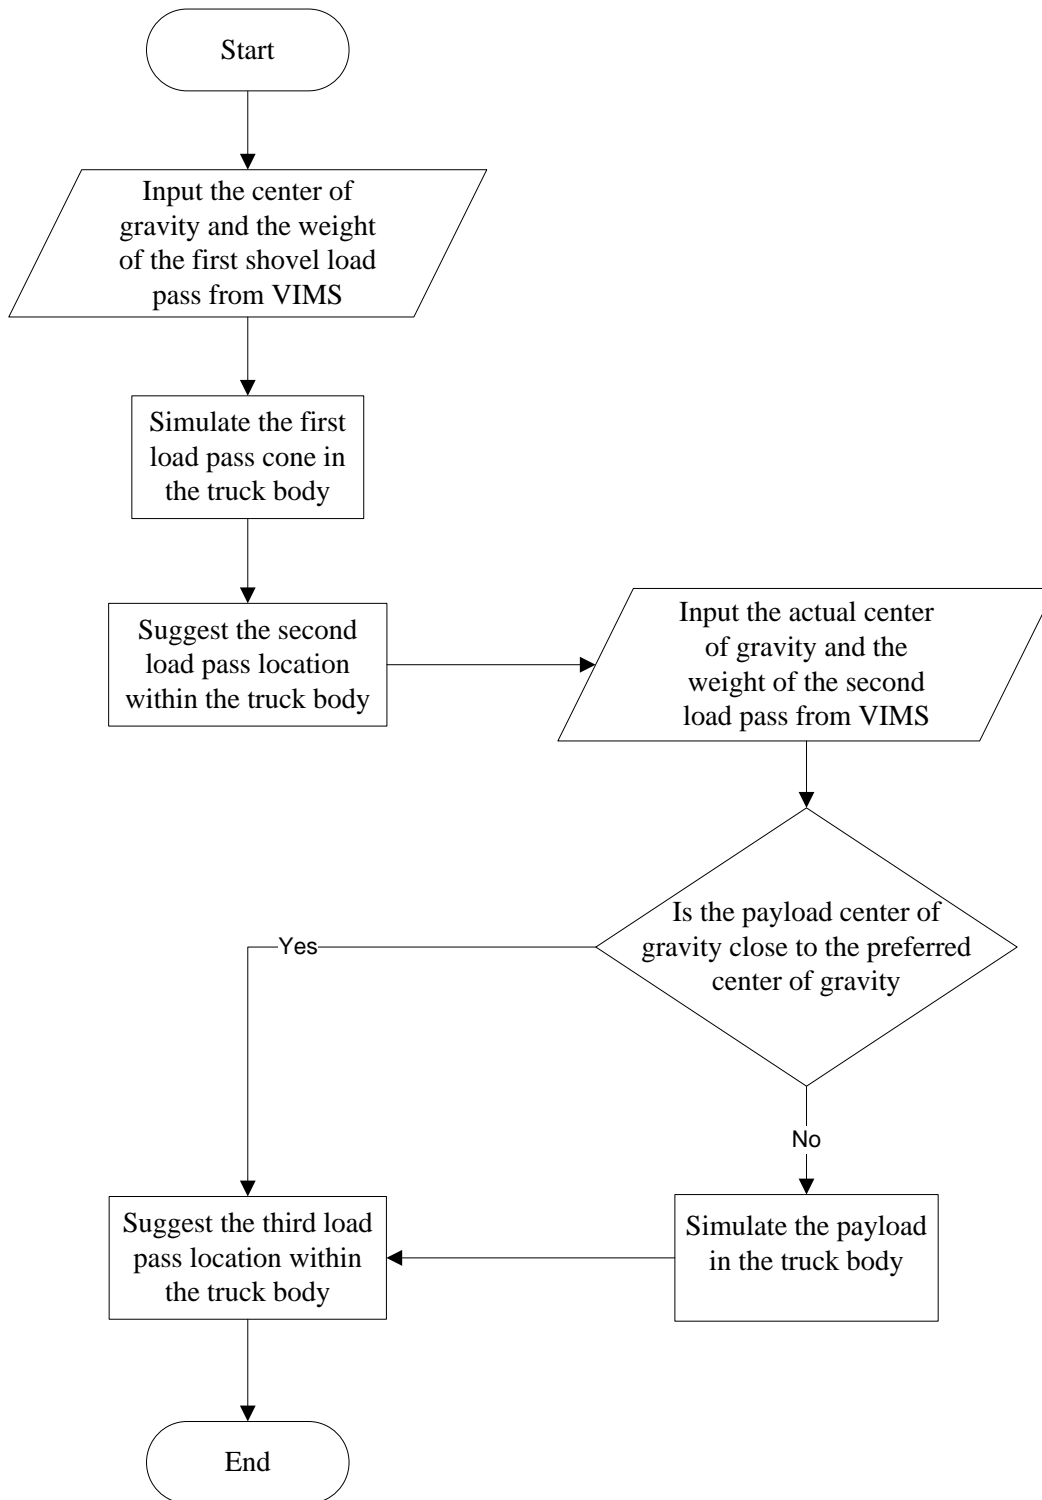 Start
Input the center of
gravity and the weight
of the first shovel load
pass from VIMS
Simulate the first
load pass cone in
the truck body
Suggest the second
load pass location
within the truck body
Input the actual center
of gravity and the
weight of the second
load pass from VIMS
Is the payload center of
gravity close to the preferred
center of gravity
Yes
No
Simulate the payload
in the truck body
Suggest the third load
pass location within
the truck body
End